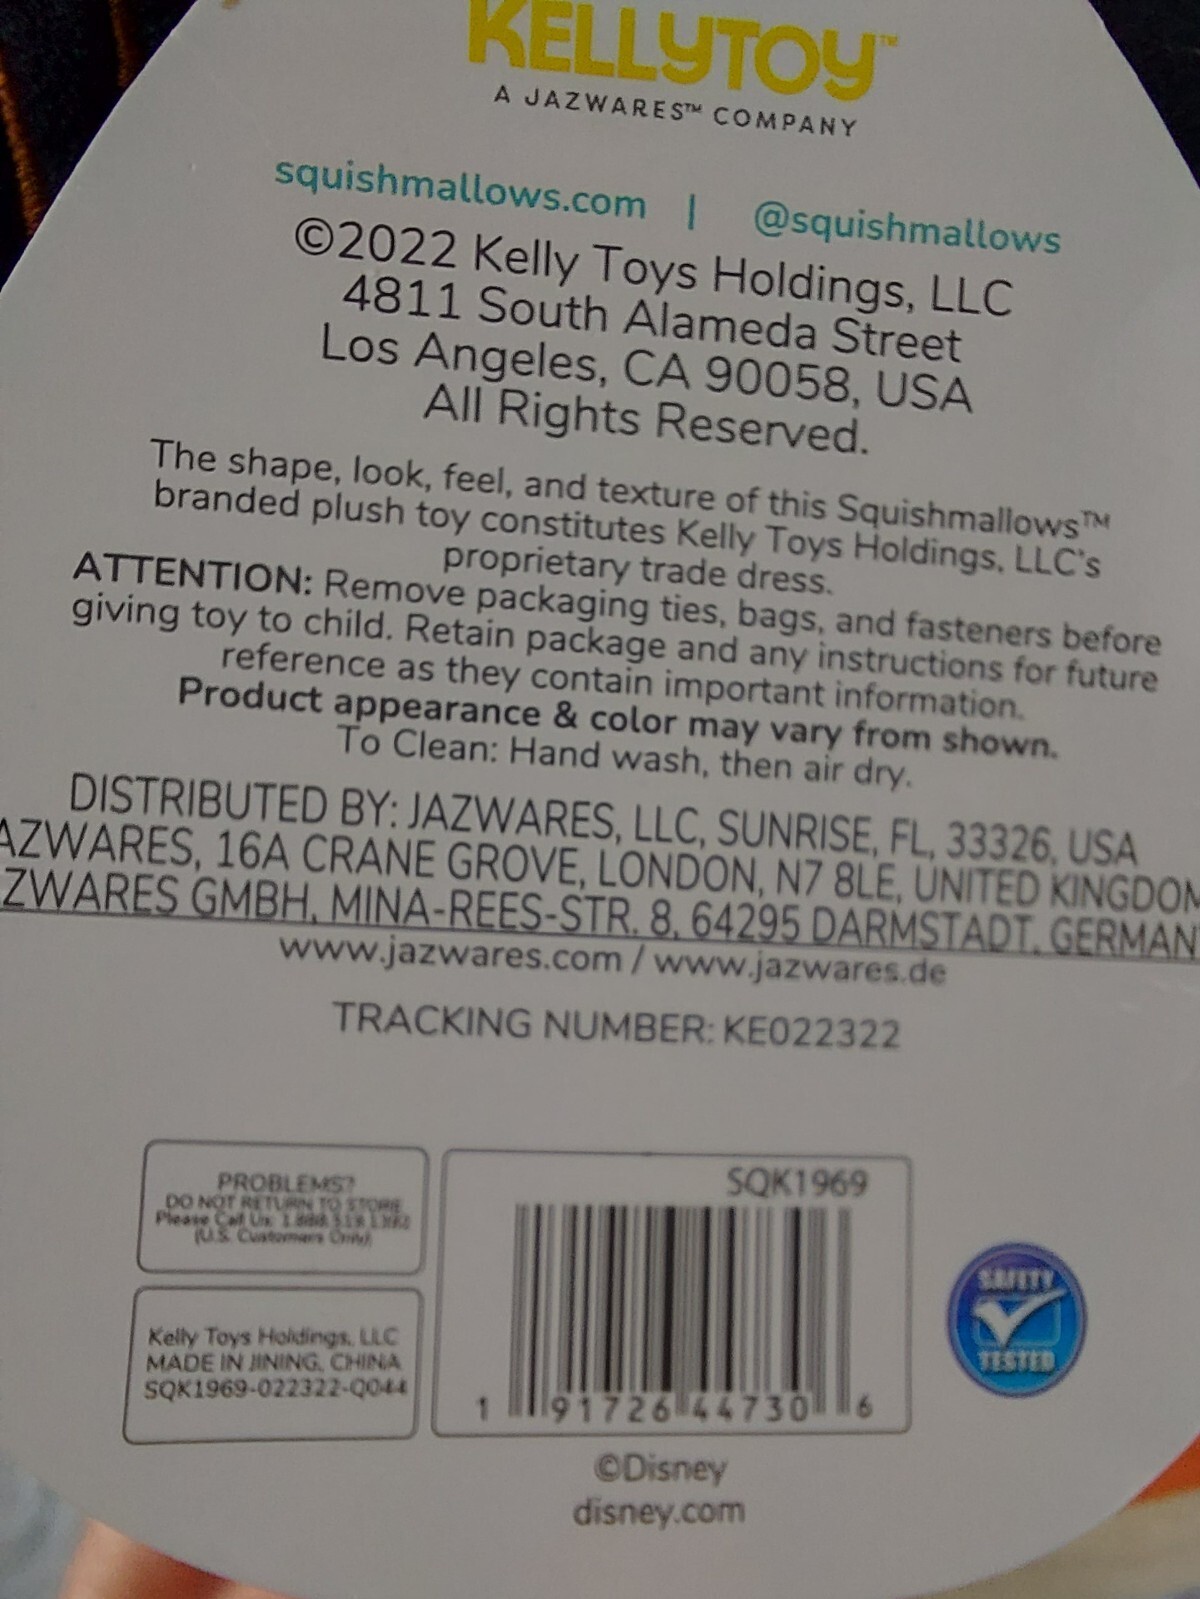 KELLYTOY™
A JAZWARES™ COMPANY
squishmallows.com | @squishmallows
©2022 Kelly Toys Holdings, LLC
4811 South Alameda Street
Los Angeles, CA 90058, USA
All Rights Reserved.
The shape, look, feel, and texture of this Squishmallows™
branded plush toy constitutes Kelly Toys Holdings, LLC's
proprietary trade dress.
ATTENTION: Remove packaging ties, bags, and fasteners before
giving toy to child. Retain package and any instructions for future
reference as they contain important information.
Product appearance & color may vary from shown.
To Clean: Hand wash, then air dry.
DISTRIBUTED BY: JAZWARES, LLC, SUNRISE, FL, 33326, USA
AZWARES, 16A CRANE GROVE, LONDON, N7 8LE, UNITED KINGDOM
ZWARES GMBH, MINA-REES-STR. 8, 64295 DARMSTADT, GERMAN
www.jazwares.com / www.jazwares.de
TRACKING NUMBER: KE022322
PROBLEMS?
DO NOT RETURN TO STORE
Please Call Us:
(U.S. Customers Only)
Kelly Toys Holdings, LLC
MADE IN JINING, CHINA
SQK1969-022322-Q044
SQK1969
1 91726 44730 6
SAFETY
TESTED
©Disney
disney.com